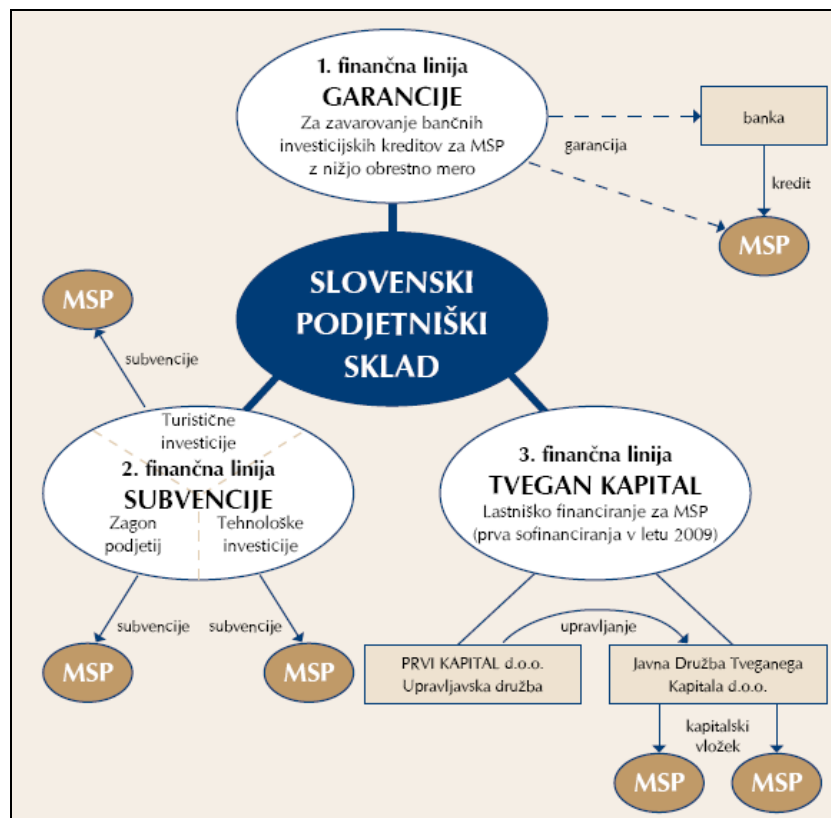 1. finančna linija
GARANCIJE
Za zavarovanje bančnih
investicijskih kreditov za MSP
z nižjo obrestno mero
garancija
banka
kredit
MSP
SLOVENSKI
PODJETNIŠKI
SKLAD
MSP
subvencije
Turistične
investicije
2. finančna linija
SUBVENCIJE
Zagon
podjetij
Tehnološke
investicije
subvencije
subvencije
MSP
MSP
3. finančna linija
TVEGAN KAPITAL
Lastniško financiranje za MSP
(prva sofinanciranja v letu 2009)
upravljanje
PRVI KAPITAL d.o.o.
Upravljavska družba
Javna Družba Tveganega
Kapitala d.o.o.
kapitalski
vložek
MSP
MSP